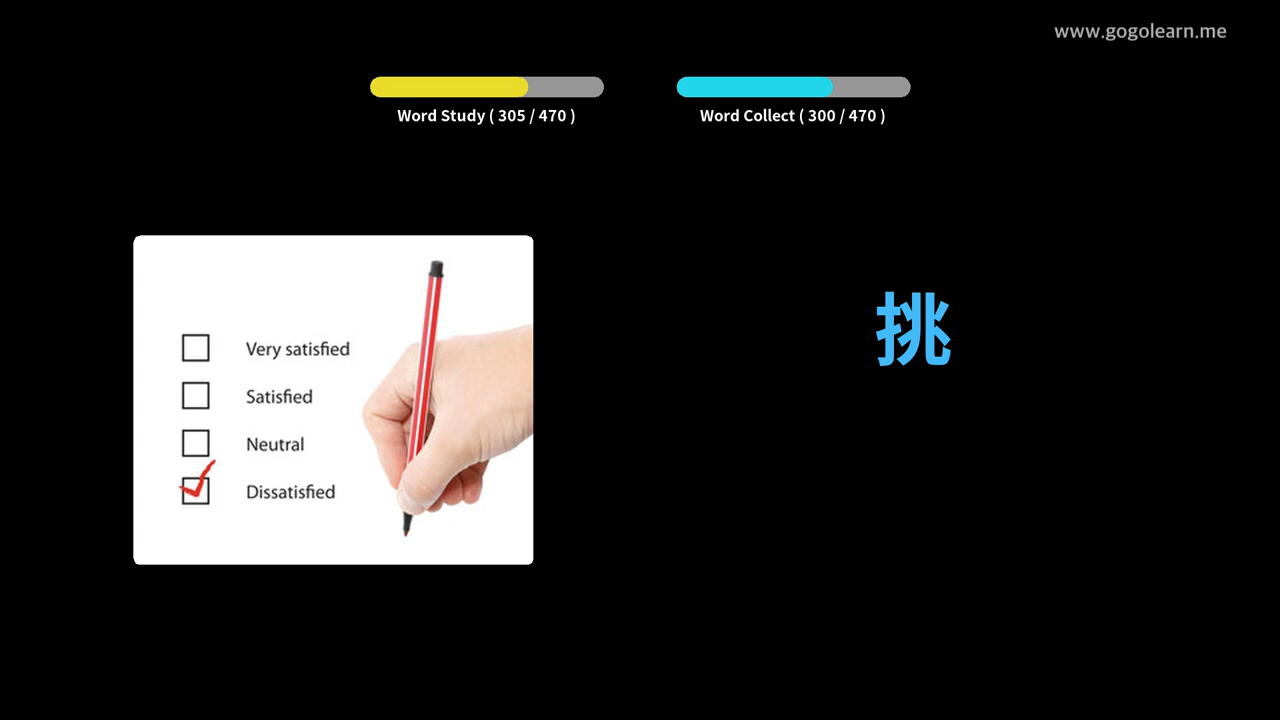 www.gogolearn.me
Word Study ( 305 / 470 )
Word Collect ( 300 / 470 )
挑
Very satisfied
Satisfied
Neutral
Dissatisfied